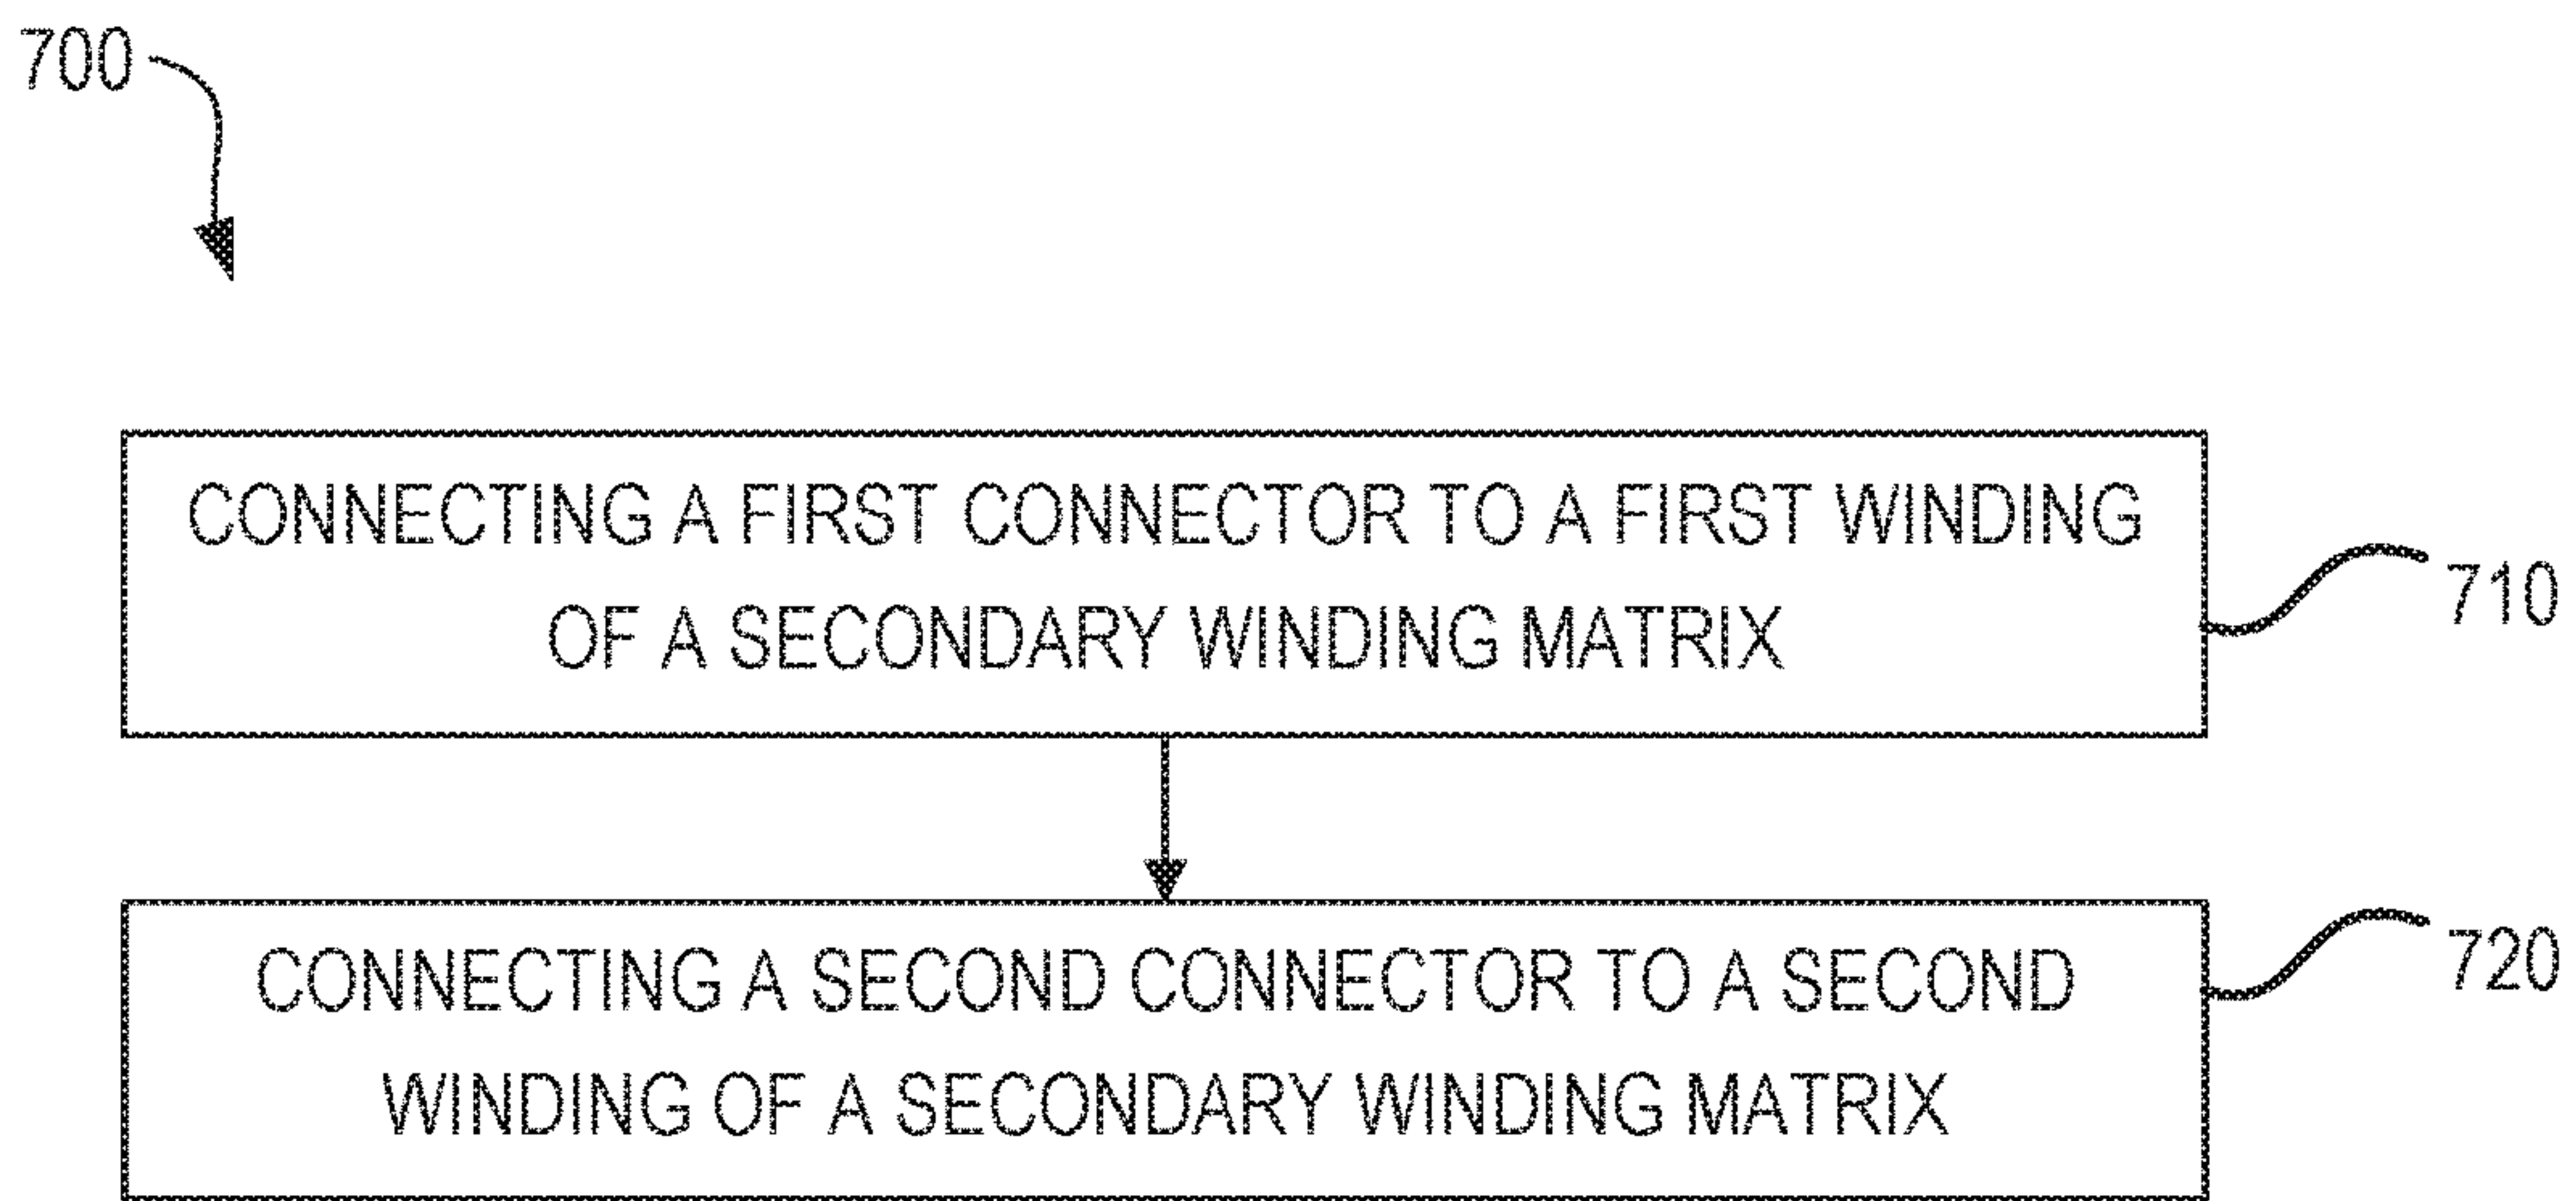 700
CONNECTING A FIRST CONNECTOR TO A FIRST WINDING
OF A SECONDARY WINDING MATRIX
710
CONNECTING A SECOND CONNECTOR TO A SECOND
WINDING OF A SECONDARY WINDING MATRIX
720